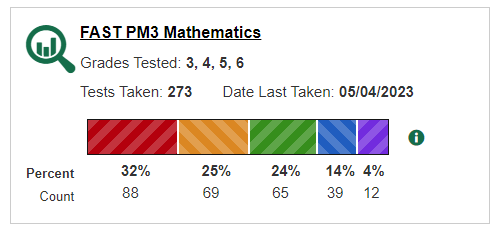 FAST PM3 Mathematics
Grades Tested: 3, 4, 5, 6
Tests Taken: 273 Date Last Taken: 05/04/2023
Percent 32% 25% 24% 14% 4%
Count 88 69 65 39 12